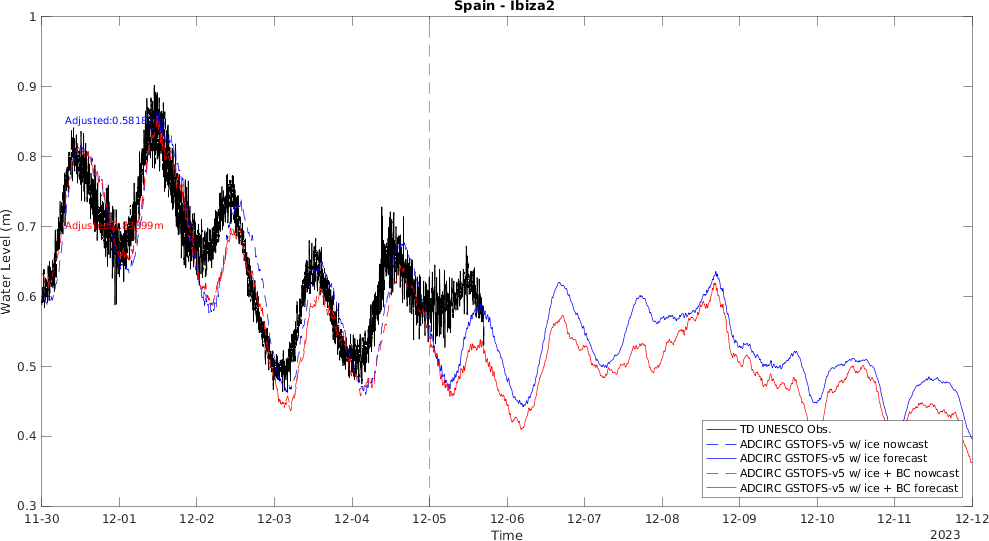 Spain - Ibiza2
1
0.9
0.8
0.7
0.6
0.5
0.4
0.3
Water Level (m)
Adjusted:0.5818
11-30
12-01
12-02
12-03
12-04
12-05
12-06
12-07
12-08
12-09
12-10
12-11
12-12
Time
2023
TD UNESCO Obs.
ADCIRC GSTOFS-v5 w/ ice nowcast
ADCIRC GSTOFS-v5 w/ ice forecast
ADCIRC GSTOFS-v5 w/ ice + BC nowcast
ADCIRC GSTOFS-v5 w/ ice + BC forecast